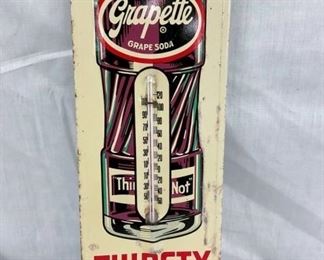 Grapette
®
GRAPE SODA
Thi Not"
THIRSTY